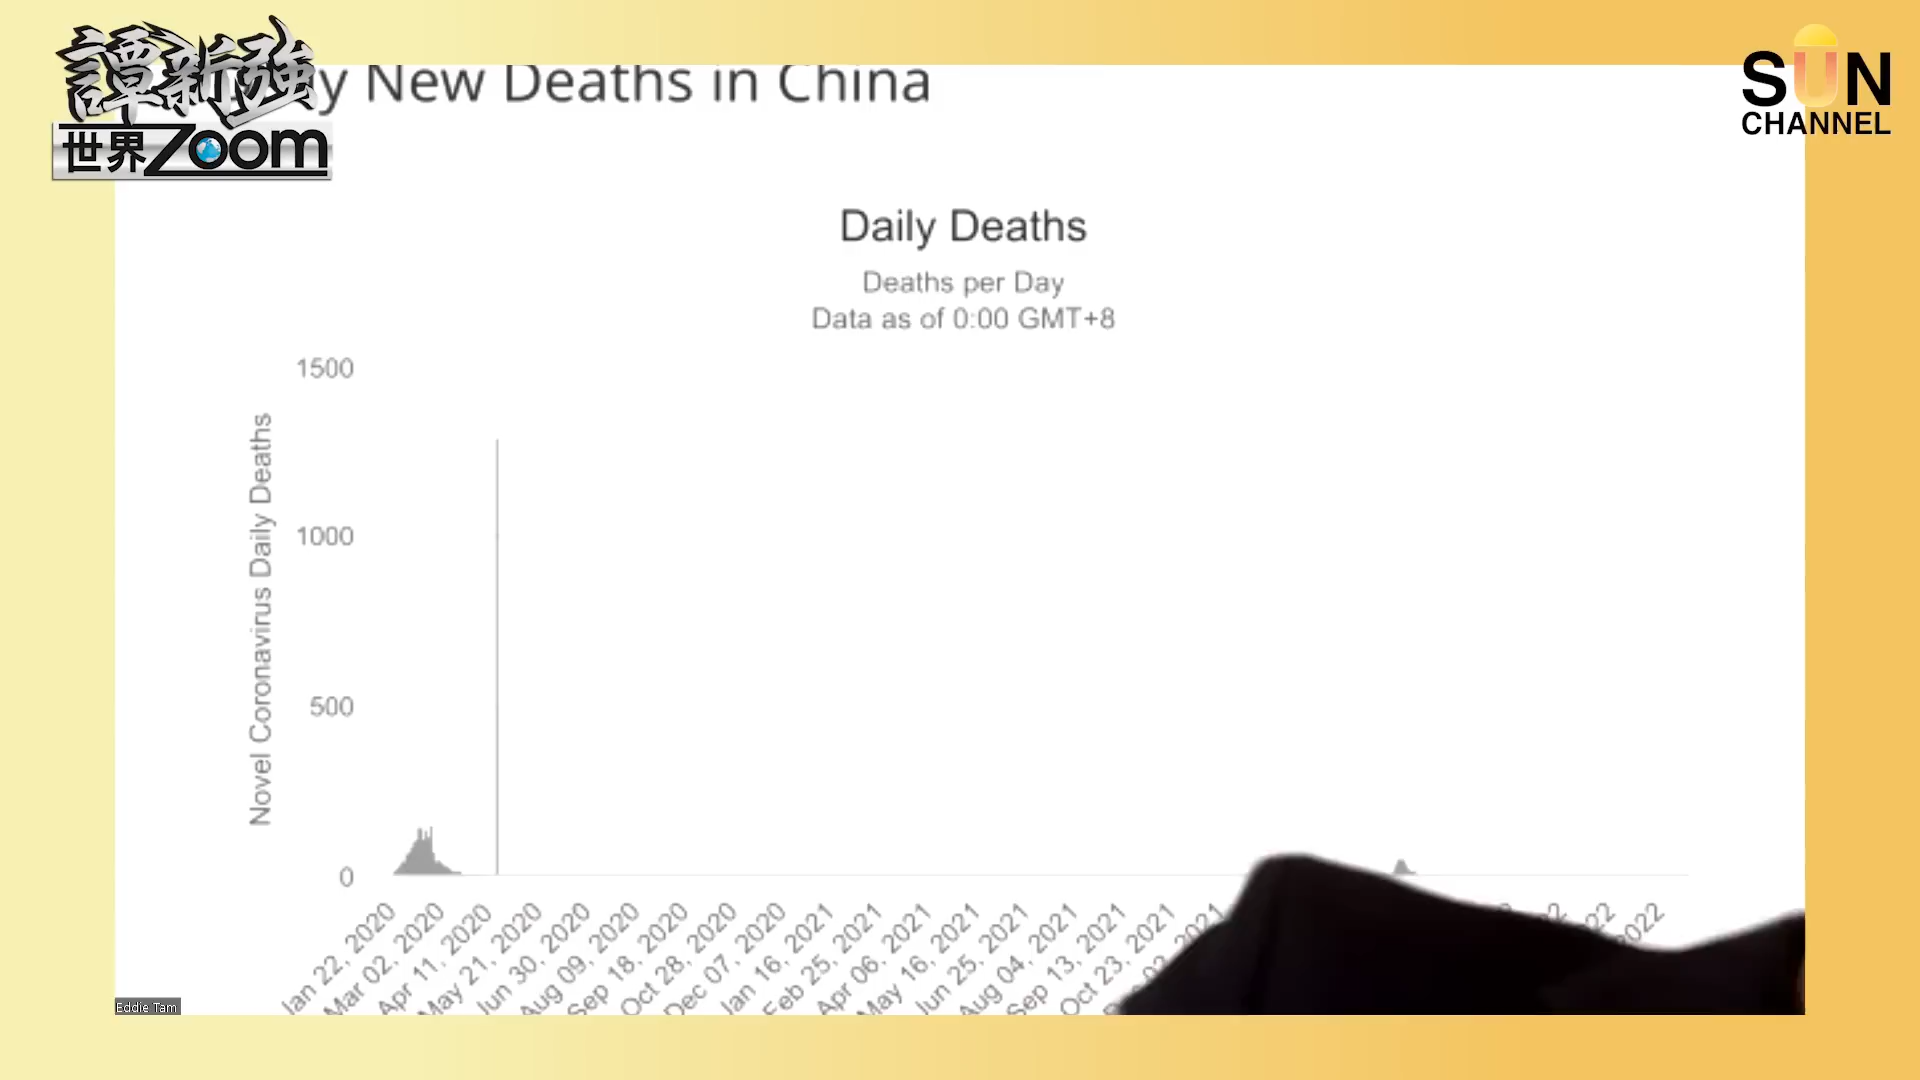 譚新強
世界Zoom
y New Deaths in China
SUN
CHANNEL
Daily Deaths
Deaths per Day
Data as of 0:00 GMT+8
Novel Coronavirus Daily Deaths
1500
1000
500
0
Jan 22, 2020
Mar 02, 2020
Apr 11, 2020
May 21, 2020
Jun 30, 2020
Aug 09, 2020
Sep 18, 2020
Oct 28, 2020
Dec 07, 2020
Jan 16, 2021
Feb 25, 2021
Apr 06, 2021
May 16, 2021
Jun 25, 2021
Aug 04, 2021
Sep 13, 2021
Oct 23, 2021
2021
2022
Eddie Tam